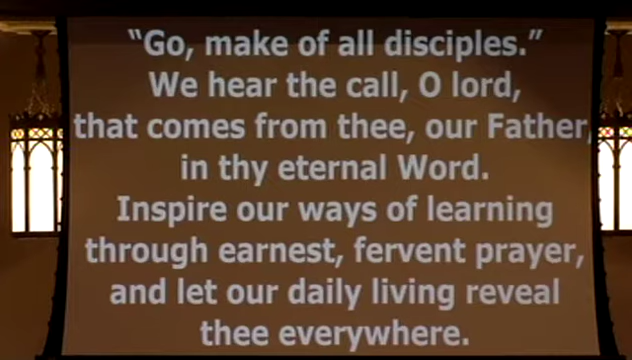 “Go, make of all disciples.”
We hear the call, O lord,
that comes from thee, our Father,
in thy eternal Word.
Inspire our ways of learning
through earnest, fervent prayer,
and let our daily living reveal
thee everywhere.